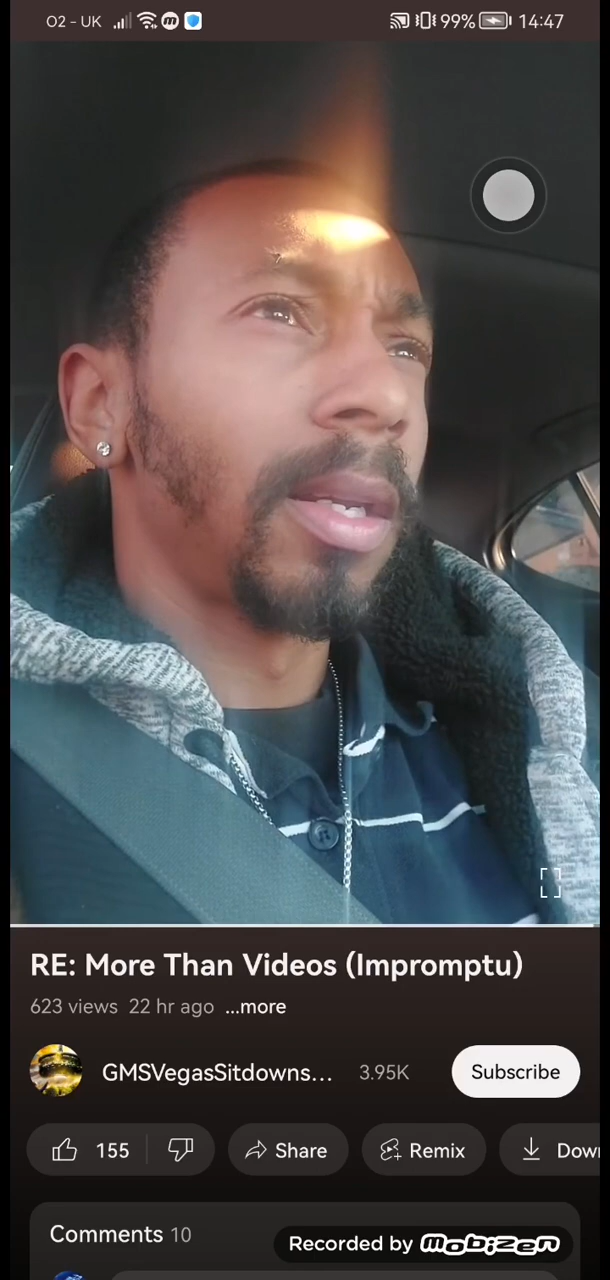 O2 - UK 99% 14:47
RE: More Than Videos (Impromptu)
623 views 22 hr ago ...more
GMSVegasSitdowns... 3.95K Subscribe
155 Share Remix Down
Comments 10
Recorded by mobizen